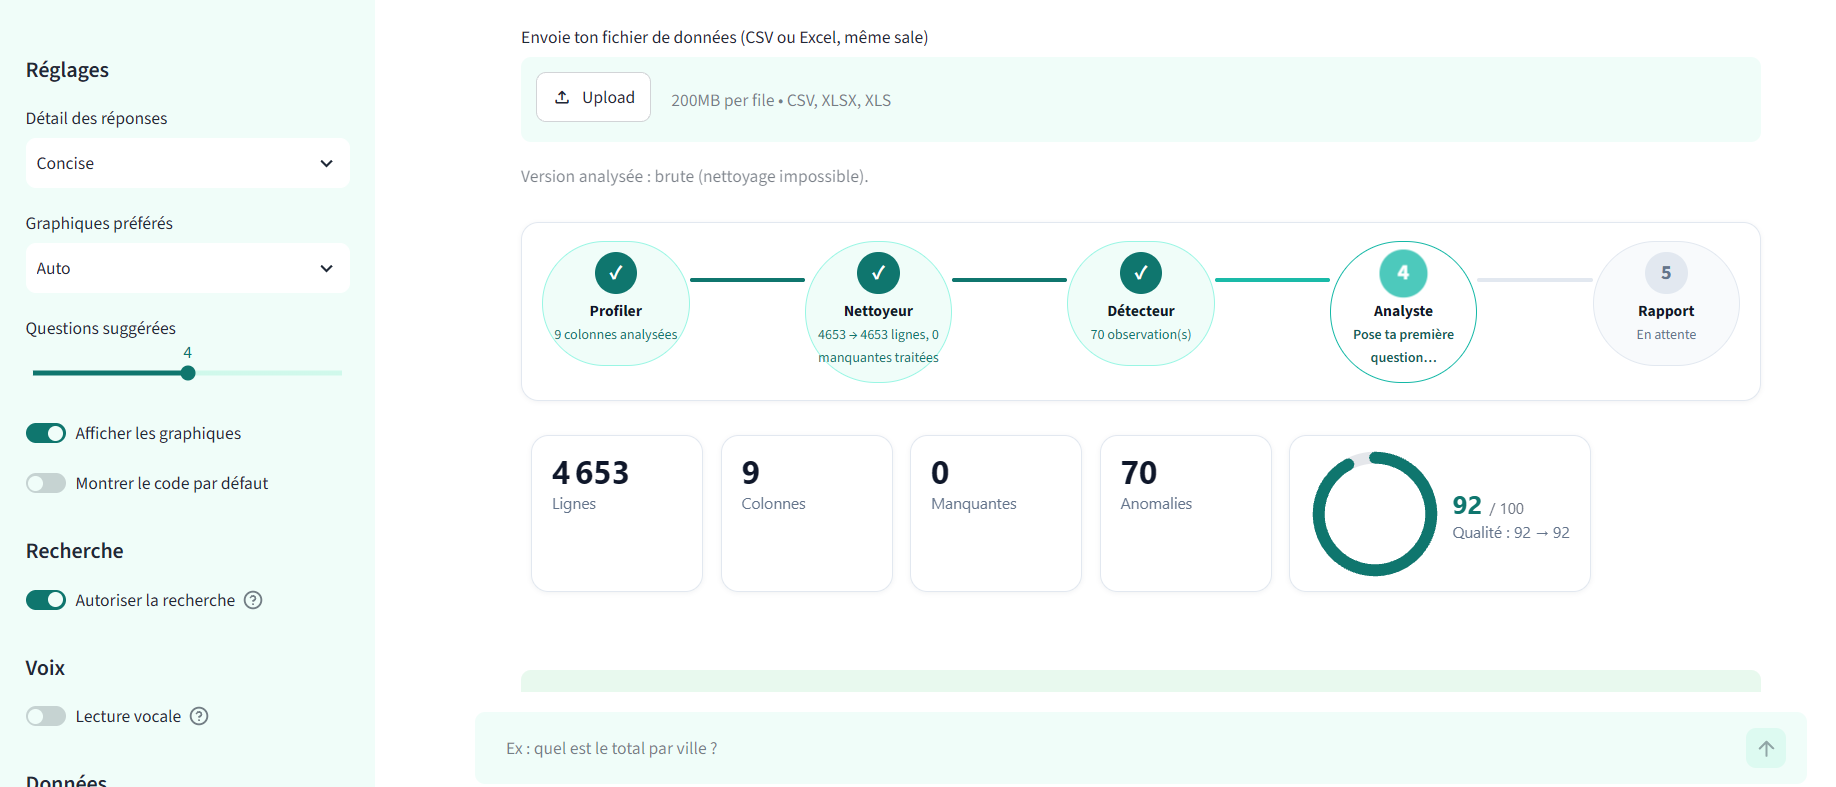 Réglages
Détail des réponses
Concise
Graphiques préférés
Auto
Questions suggérées
4
Afficher les graphiques
Montrer le code par défaut
Recherche
Autoriser la recherche
?
Voix
Lecture vocale
?
Données
Envoie ton fichier de données (CSV ou Excel, même sale)
Upload
200MB per file • CSV, XLSX, XLS
Version analysée : brute (nettoyage impossible).
✓
Profiler
9 colonnes analysées
✓
Nettoyeur
4653 → 4653 lignes, 0
manquantes traitées
✓
Détecteur
70 observation(s)
4
Analyste
Pose ta première
question…
5
Rapport
En attente
4 653
Lignes
9
Colonnes
0
Manquantes
70
Anomalies
92 / 100
Qualité : 92 → 92
Ex : quel est le total par ville ?